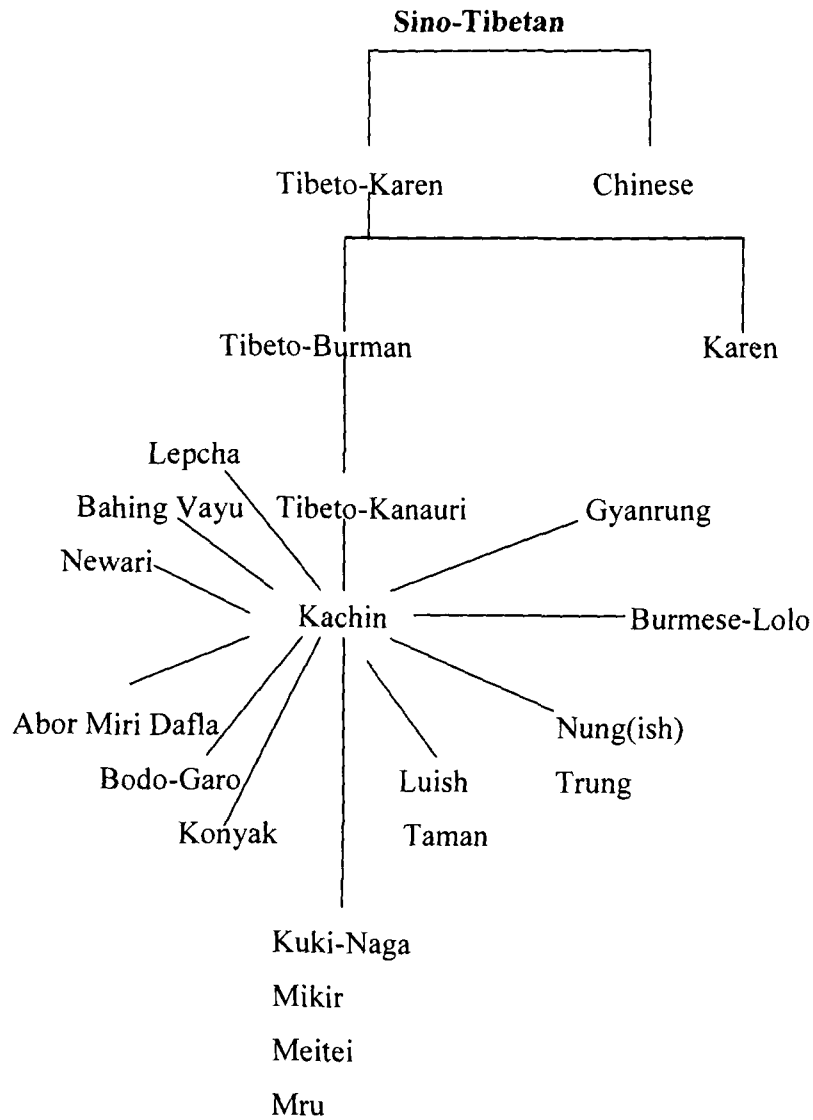 Sino-Tibetan
Tibeto-Karen
Chinese
Tibeto-Burman
Karen
Lepcha
Bahing Vayu
Tibeto-Kanauri
Gyanrung
Newari
Kachin
Burmese-Lolo
Abor Miri Dafla
Nung(ish)
Bodo-Garo
Luish
Trung
Konyak
Taman
Kuki-Naga
Mikir
Meitei
Mru